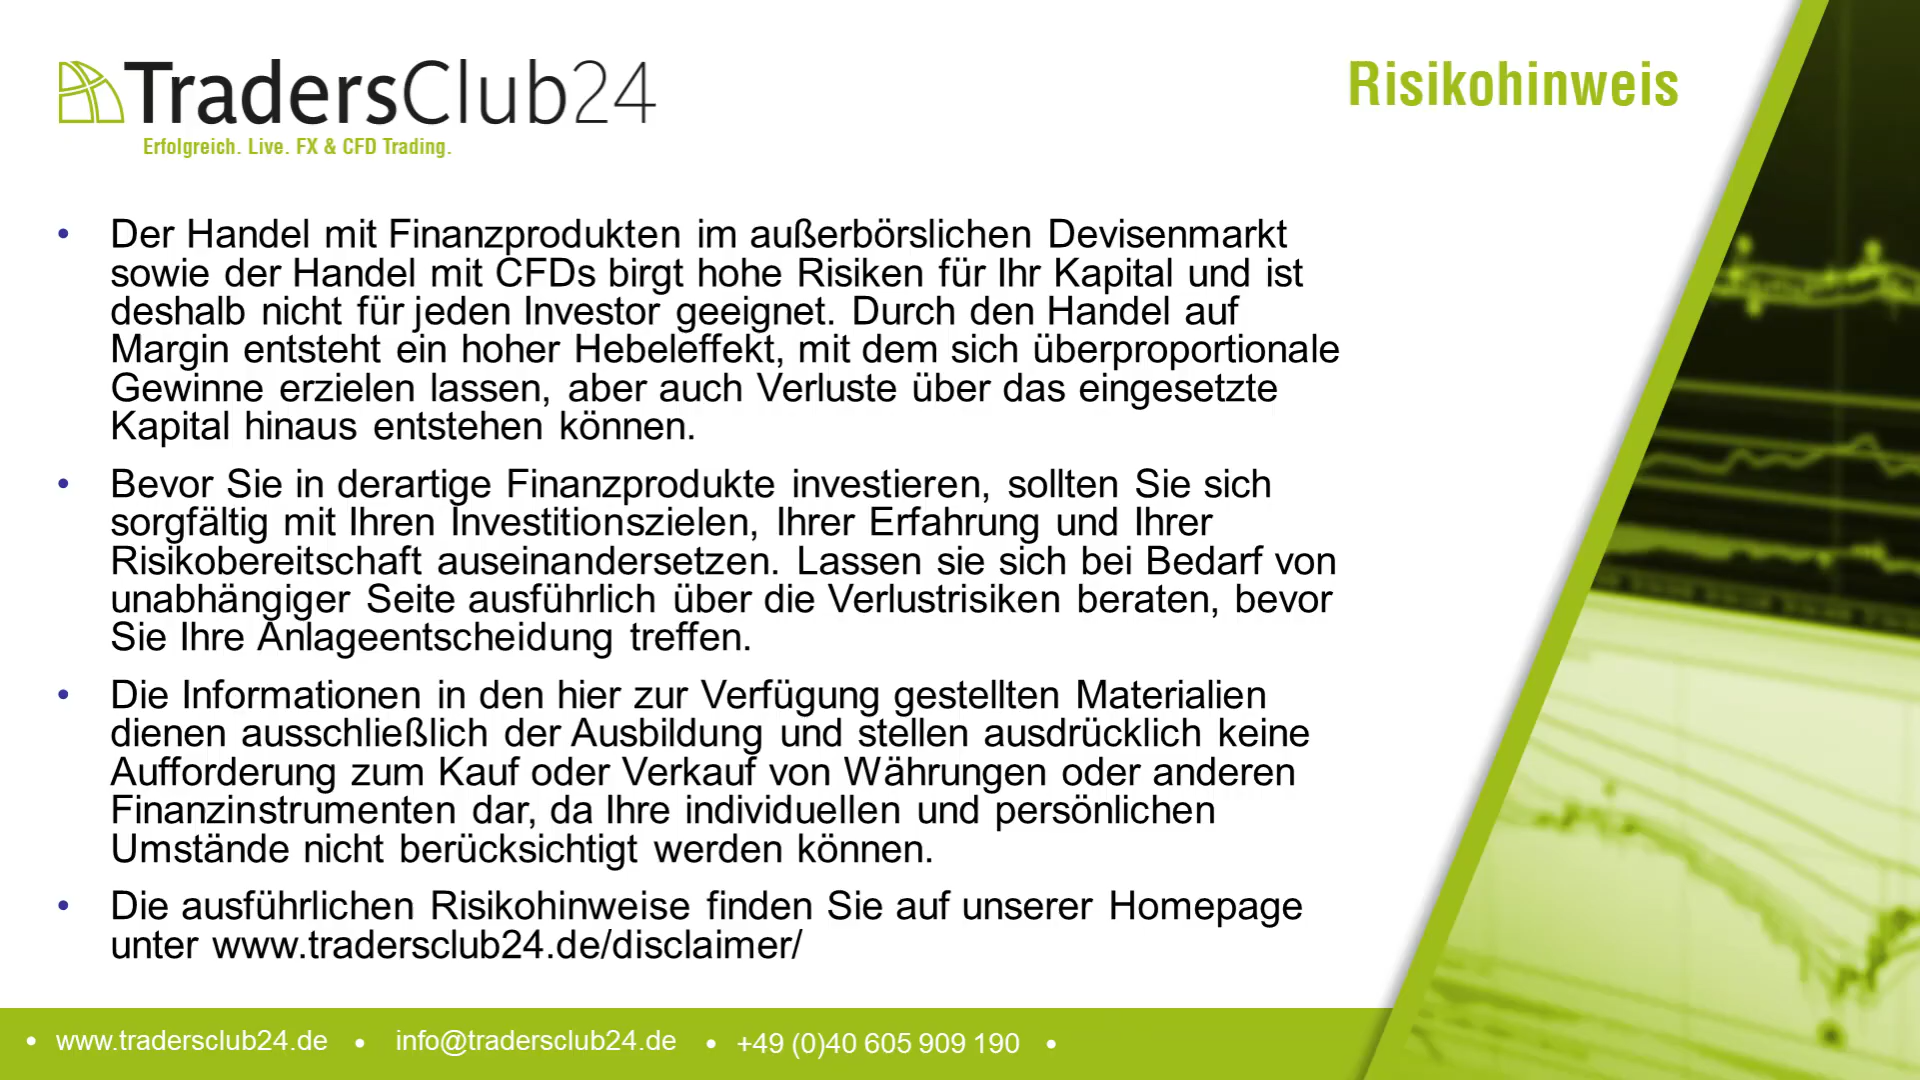 TradersClub24
Risikohinweis
Erfolgreich. Live. FX & CFD Trading.
• Der Handel mit Finanzprodukten im außerbörslichen Devisenmarkt
sowie der Handel mit CFDs birgt hohe Risiken für Ihr Kapital und ist
deshalb nicht für jeden Investor geeignet. Durch den Handel auf
Margin entsteht ein hoher Hebeleffekt, mit dem sich überproportionale
Gewinne erzielen lassen, aber auch Verluste über das eingesetzte
Kapital hinaus entstehen können.
• Bevor Sie in derartige Finanzprodukte investieren, sollten Sie sich
sorgfältig mit Ihren Investitionszielen, Ihrer Erfahrung und Ihrer
Risikobereitschaft auseinandersetzen. Lassen sie sich bei Bedarf von
unabhängiger Seite ausführlich über die Verlustrisiken beraten, bevor
Sie Ihre Anlageentscheidung treffen.
• Die Informationen in den hier zur Verfügung gestellten Materialien
dienen ausschließlich der Ausbildung und stellen ausdrücklich keine
Aufforderung zum Kauf oder Verkauf von Währungen oder anderen
Finanzinstrumenten dar, da Ihre individuellen und persönlichen
Umstände nicht berücksichtigt werden können.
• Die ausführlichen Risikohinweise finden Sie auf unserer Homepage
unter www.tradersclub24.de/disclaimer/
• www.tradersclub24.de • info@tradersclub24.de • +49 (0)40 605 909 190 •